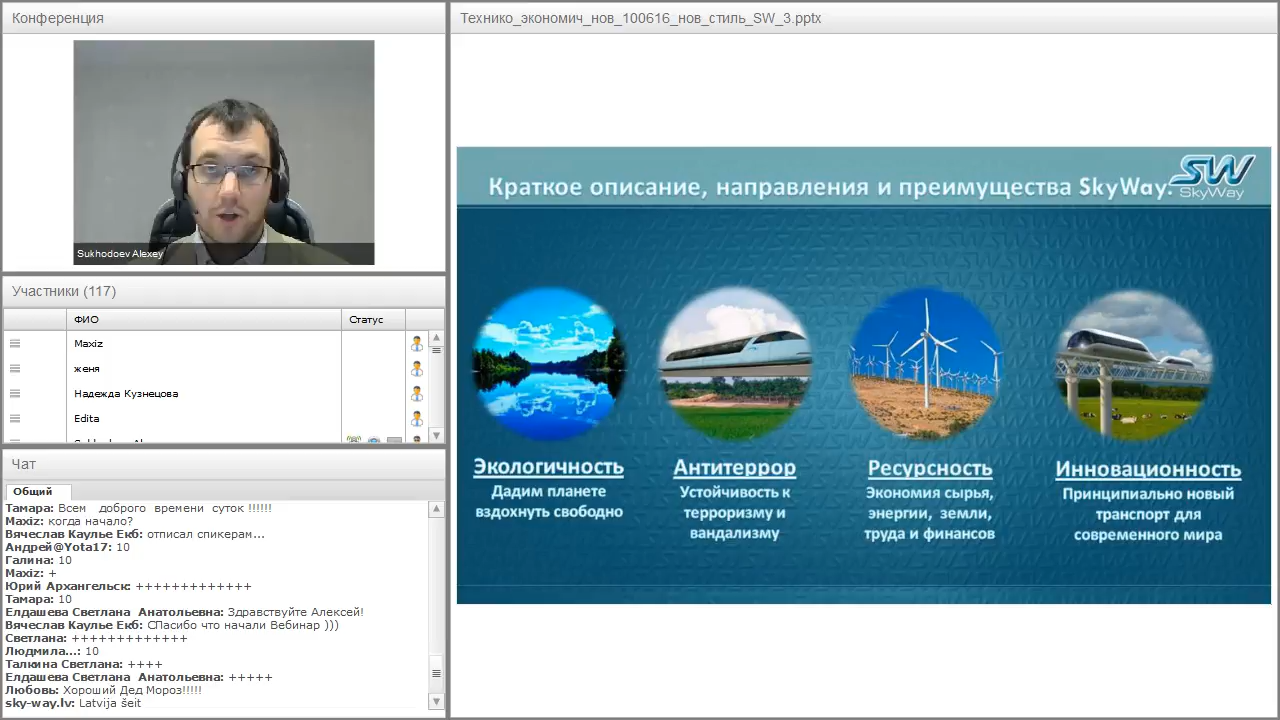 Конференция
Sukhodoev Alexey
Участники (117)
ФИО
Статус
Maxiz
женя
Надежда Кузнецова
Edita
Чат
Общий
Тамара: Всем доброго времени суток !!!!!!
Maxiz: когда начало?
Вячеслав Каулье Екб: отписал спикерам...
Андрей@Yota17: 10
Галина: 10
Maxiz: +
Юрий Архангельск: +++++++++++++
Тамара: 10
Елдашева Светлана Анатольевна: Здравствуйте Алексей!
Вячеслав Каулье Екб: СПасибо что начали Вебинар )))
Светлана: +++++++++++++
Людмила...: 10
Талкина Светлана: ++++
Елдашева Светлана Анатольевна: +++++
Любовь: Хороший Дед Мороз!!!!!
sky-way.lv: Latvija šeit
Технико_экономич_нов_100616_нов_стиль_SW_3.pptx
Краткое описание, направления и преимущества SkyWay.
SW
SkyWay
Экологичность
Дадим планете
вздохнуть свободно
Антитеррор
Устойчивость к
терроризму и
вандализму
Ресурсность
Экономия сырья,
энергии, земли,
труда и финансов
Инновационность
Принципиально новый
транспорт для
современного мира